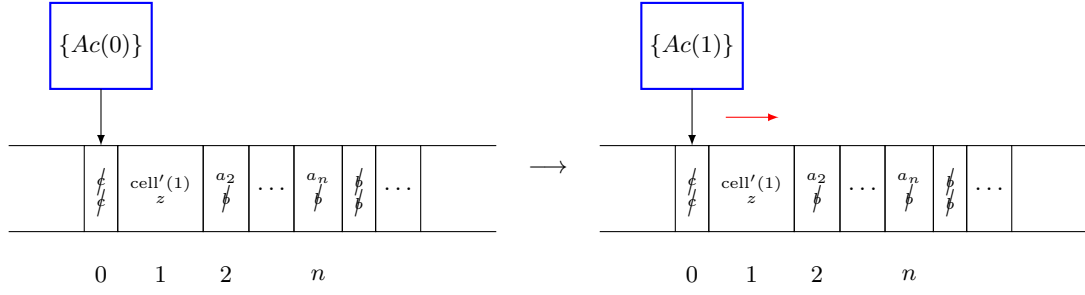 {Ac(0)} {Ac(1)}
¢ cell′(1) a₂ ⋯ aₙ b̸ ⋯ ⟶ ¢ cell′(1) a₂ ⋯ aₙ b̸ ⋯
¢ z b̸ b̸ b̸ ¢ z b̸ b̸ b̸
0 1 2 n 0 1 2 n